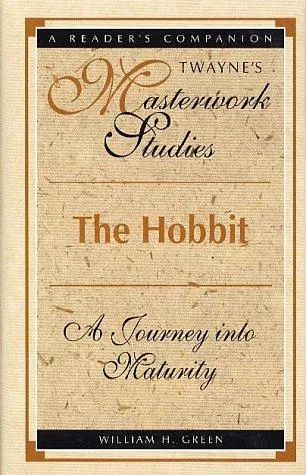 A READER'S COMPANION
TWAYNE'S
Masterwork
Studies
The Hobbit
A Journey into
Maturity
WILLIAM H. GREEN